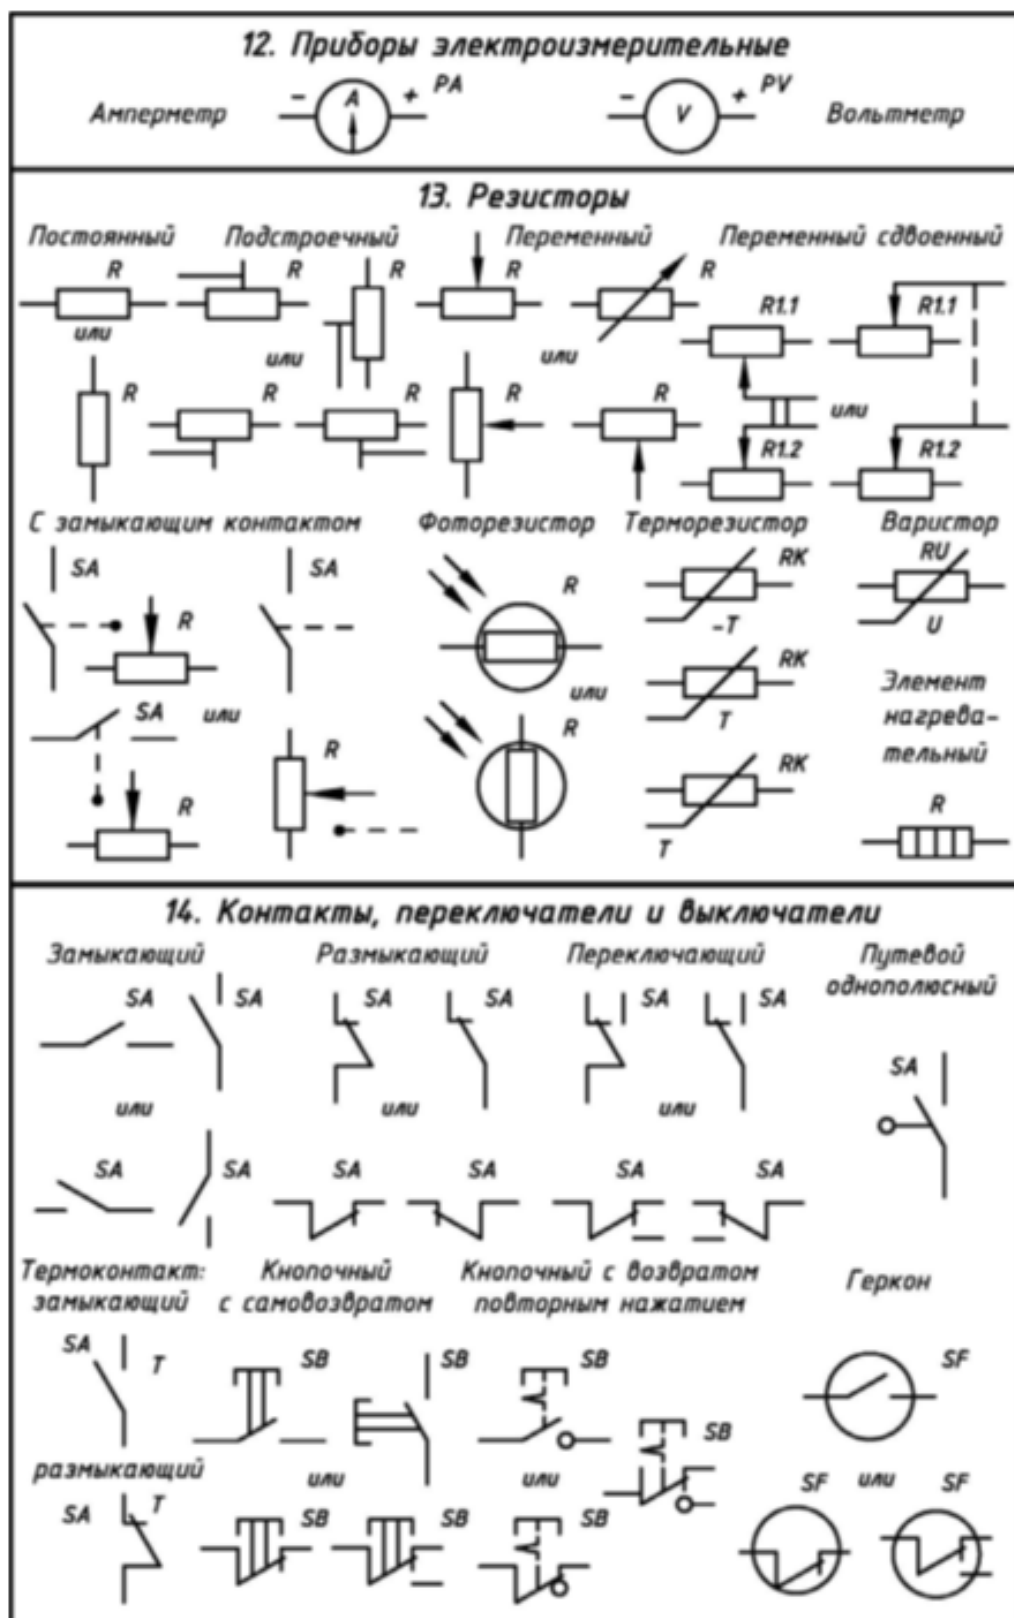 12. Приборы электроизмерительные
Амперметр - A + PA - V + PV Вольтметр
13. Резисторы
Постоянный Подстроечный Переменный Переменный сдвоенный
R R R R R R1.1 R1.1
или или или
R R R R R или
R1.2 R1.2
С замыкающим контактом Фоторезистор Терморезистор Варистор
SA SA R RK RU
-T U
R или RK Элемент
SA или T нагрева-
R R тельный
R RK R
T
14. Контакты, переключатели и выключатели
Замыкающий Размыкающий Переключающий Путевой
однополюсный
SA SA SA SA SA SA
SA
или или или
SA SA SA SA SA SA
Термоконтакт: Кнопочный Кнопочный с возвратом Геркон
замыкающий с самовозвратом повторным нажатием
SA T SB SB SB SF
SB
размыкающий или или или
SA T SB SB SB SF SF